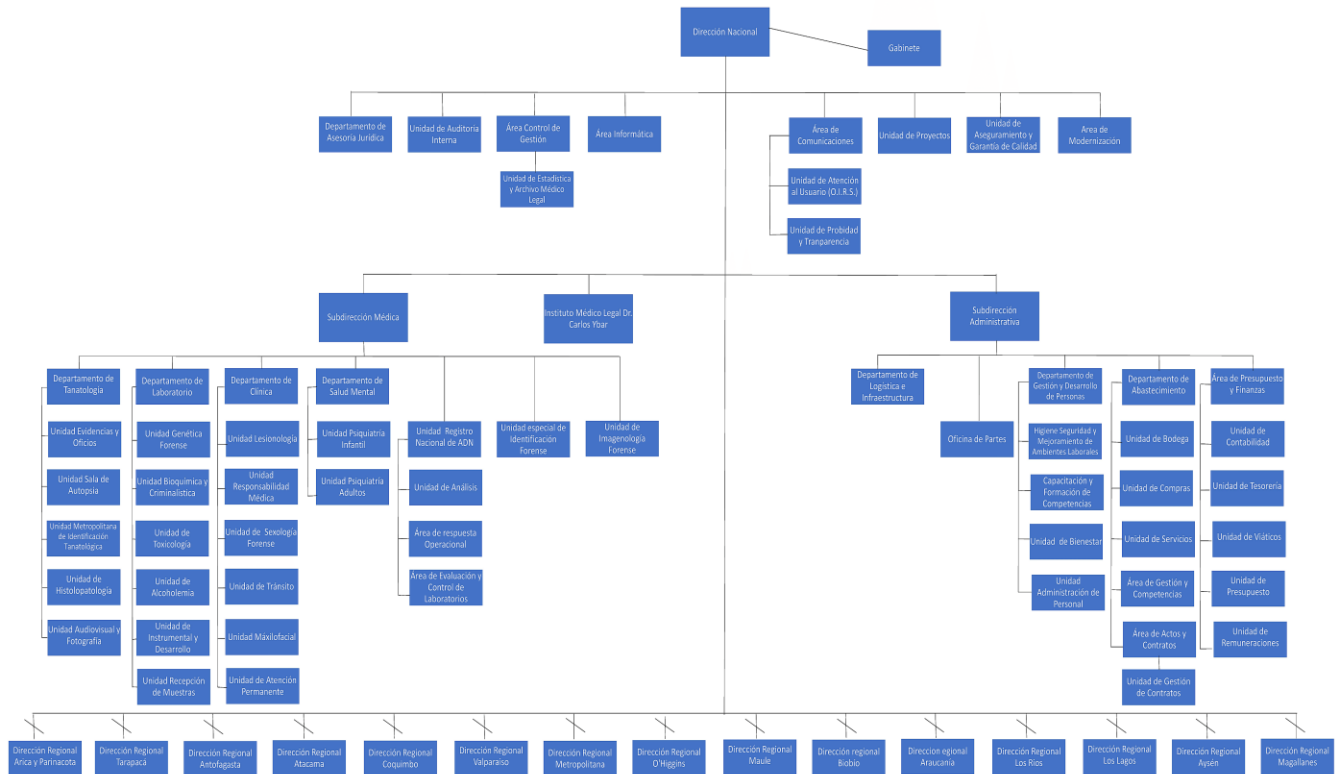 Dirección Nacional
Gabinete
Departamento de
Asesoría Jurídica
Unidad de Auditoria
Interna
Área Control de
Gestión
Área Informática
Área de
Comunicaciones
Unidad de Proyectos
Unidad de
Aseguramiento y
Garantía de Calidad
Area de
Modernización
Unidad de Estadística
y Archivo Médico
Legal
Unidad de Atención
al Usuario (O.I.R.S.)
Unidad de Probidad
y Tranparencia
Subdirección Médica
Instituto Médico Legal Dr.
Carlos Ybar
Subdirección
Administrativa
Departamento de
Tanatología
Departamento de
Laboratorio
Departamento de
Clínica
Departamento de
Salud Mental
Departamento de
Logística e
Infraestructura
Departamento de
Gestión y Desarrollo
de Personas
Departamento de
Abastecimiento
Área de Presupuesto
y Finanzas
Unidad Evidencias y
Oficios
Unidad Genética
Forense
Unidad Lesionología
Unidad Psiquiatría
Infantil
Unidad Registro
Nacional de ADN
Unidad especial de
Identificación
Forense
Unidad de
Imagenología
Forense
Oficina de Partes
Higiene Seguridad y
Mejoramiento de
Ambientes Laborales
Unidad de Bodega
Unidad de
Contabilidad
Unidad Sala de
Autopsia
Unidad Bioquímica y
Criminalística
Unidad
Responsabilidad
Médica
Unidad Psiquiatría
Adultos
Unidad de Análisis
Capacitación y
Formación de
Competencias
Unidad de Compras
Unidad de Tesorería
Unidad Metropolitana
de Identificación
Tanatológica
Unidad de
Toxicología
Unidad de Sexología
Forense
Área de respuesta
Operacional
Unidad de Bienestar
Unidad de Servicios
Unidad de Viáticos
Unidad de
Histolopatología
Unidad de
Alcoholemia
Unidad de Tránsito
Área de Evaluación y
Control de
Laboratorios
Unidad
Administración de
Personal
Área de Gestión y
Competencias
Unidad de
Presupuesto
Unidad Audiovisual y
Fotografía
Unidad de
Instrumental y
Desarrollo
Unidad Máxilofacial
Área de Actos y
Contratos
Unidad de
Remuneraciones
Unidad Recepción
de Muestras
Unidad de Atención
Permanente
Unidad de Gestión
de Contratos
Dirección Regional
Arica y Parinacota
Dirección Regional
Tarapacá
Dirección Regional
Antofagasta
Dirección Regional
Atacama
Dirección Regional
Coquimbo
Dirección Regional
Valparaiso
Dirección Regional
Metropolitana
Dirección Regional
O'Higgins
Dirección Regional
Maule
Dirección Regional
Biobio
Direccion egional
Araucanía
Dirección Regional
Los Ríos
Dirección Regional
Los Lagos
Dirección Regional
Aysén
Dirección Regional
Magallanes